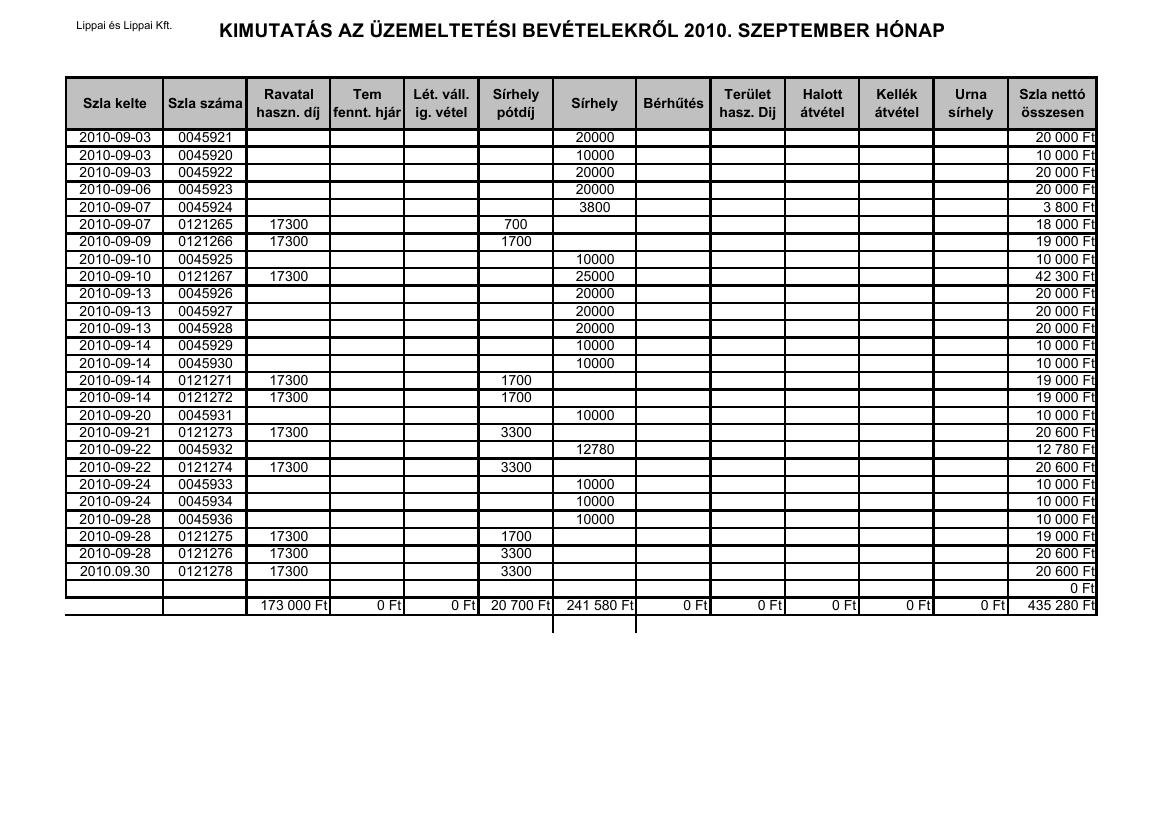 Lippai és Lippai Kft.
KIMUTATÁS AZ ÜZEMELTETÉSI BEVÉTELEKRŐL 2010. SZEPTEMBER HÓNAP
Szla kelte Szla száma Ravatal haszn. díj Tem fennt. hjár Lét. váll. ig. vétel Sírhely pótdíj Sírhely Bérhűtés Terület hasz. Dij Halott átvétel Kellék átvétel Urna sírhely Szla nettó összesen
2010-09-03 0045921 20000 20 000 Ft
2010-09-03 0045920 10000 10 000 Ft
2010-09-03 0045922 20000 20 000 Ft
2010-09-06 0045923 20000 20 000 Ft
2010-09-07 0045924 3800 3 800 Ft
2010-09-07 0121265 17300 700 18 000 Ft
2010-09-09 0121266 17300 1700 19 000 Ft
2010-09-10 0045925 10000 10 000 Ft
2010-09-10 0121267 17300 25000 42 300 Ft
2010-09-13 0045926 20000 20 000 Ft
2010-09-13 0045927 20000 20 000 Ft
2010-09-13 0045928 20000 20 000 Ft
2010-09-14 0045929 10000 10 000 Ft
2010-09-14 0045930 10000 10 000 Ft
2010-09-14 0121271 17300 1700 19 000 Ft
2010-09-14 0121272 17300 1700 19 000 Ft
2010-09-20 0045931 10000 10 000 Ft
2010-09-21 0121273 17300 3300 20 600 Ft
2010-09-22 0045932 12780 12 780 Ft
2010-09-22 0121274 17300 3300 20 600 Ft
2010-09-24 0045933 10000 10 000 Ft
2010-09-24 0045934 10000 10 000 Ft
2010-09-28 0045936 10000 10 000 Ft
2010-09-28 0121275 17300 1700 19 000 Ft
2010-09-28 0121276 17300 3300 20 600 Ft
2010.09.30 0121278 17300 3300 20 600 Ft
0 Ft
173 000 Ft 0 Ft 0 Ft 20 700 Ft 241 580 Ft 0 Ft 0 Ft 0 Ft 0 Ft 0 Ft 435 280 Ft